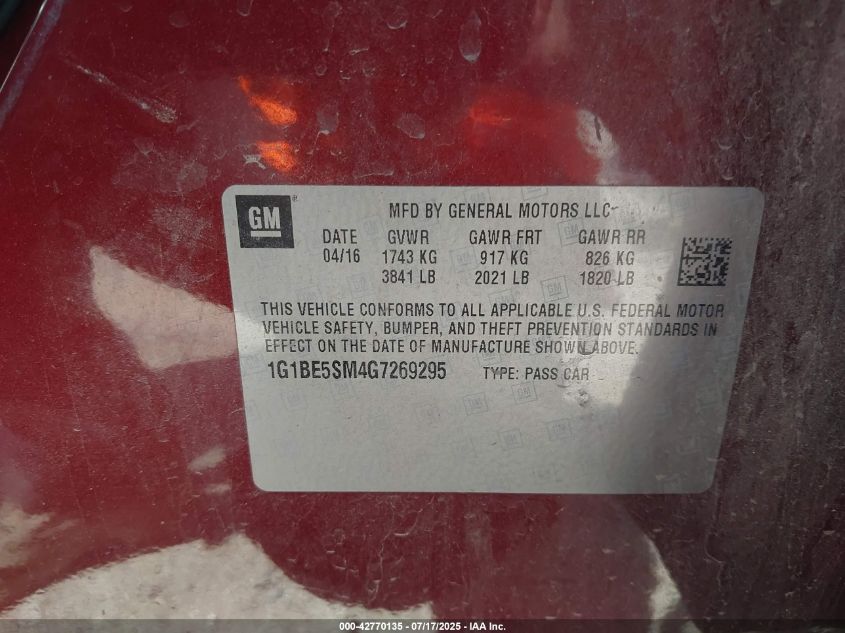 GM ®
MFD BY GENERAL MOTORS LLC
DATE GVWR GAWR FRT GAWR RR
04/16 1743 KG 917 KG 826 KG
3841 LB 2021 LB 1820 LB
THIS VEHICLE CONFORMS TO ALL APPLICABLE U.S. FEDERAL MOTOR
VEHICLE SAFETY, BUMPER, AND THEFT PREVENTION STANDARDS IN
EFFECT ON THE DATE OF MANUFACTURE SHOWN ABOVE.
1G1BE5SM4G7269295 TYPE: PASS CAR
000-42770135 - 07/17/2025 - IAA Inc.